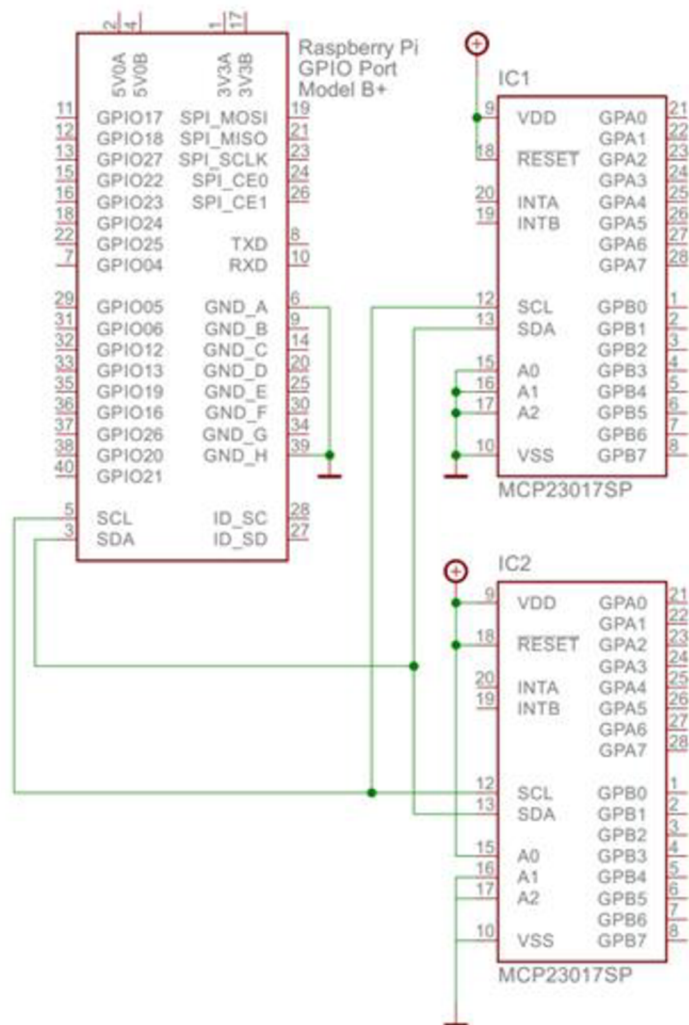 2 4 1 17
5V0A 5V0B 3V3A 3V3B
Raspberry Pi
GPIO Port
Model B+
11 GPIO17 SPI_MOSI 19
12 GPIO18 SPI_MISO 21
13 GPIO27 SPI_SCLK 23
15 GPIO22 SPI_CE0 24
16 GPIO23 SPI_CE1 26
18 GPIO24
22 GPIO25 TXD 8
7 GPIO04 RXD 10
29 GPIO05 GND_A 6
31 GPIO06 GND_B 9
32 GPIO12 GND_C 14
33 GPIO13 GND_D 20
35 GPIO19 GND_E 25
36 GPIO16 GND_F 30
37 GPIO26 GND_G 34
38 GPIO20 GND_H 39
40 GPIO21
5 SCL ID_SC 28
3 SDA ID_SD 27
IC1
9 VDD GPA0 21
GPA1 22
18 RESET GPA2 23
GPA3 24
20 INTA GPA4 25
19 INTB GPA5 26
GPA6 27
GPA7 28
12 SCL GPB0 1
13 SDA GPB1 2
GPB2 3
15 A0 GPB3 4
16 A1 GPB4 5
17 A2 GPB5 6
GPB6 7
10 VSS GPB7 8
MCP23017SP
IC2
9 VDD GPA0 21
GPA1 22
18 RESET GPA2 23
GPA3 24
20 INTA GPA4 25
19 INTB GPA5 26
GPA6 27
GPA7 28
12 SCL GPB0 1
13 SDA GPB1 2
GPB2 3
15 A0 GPB3 4
16 A1 GPB4 5
17 A2 GPB5 6
GPB6 7
10 VSS GPB7 8
MCP23017SP